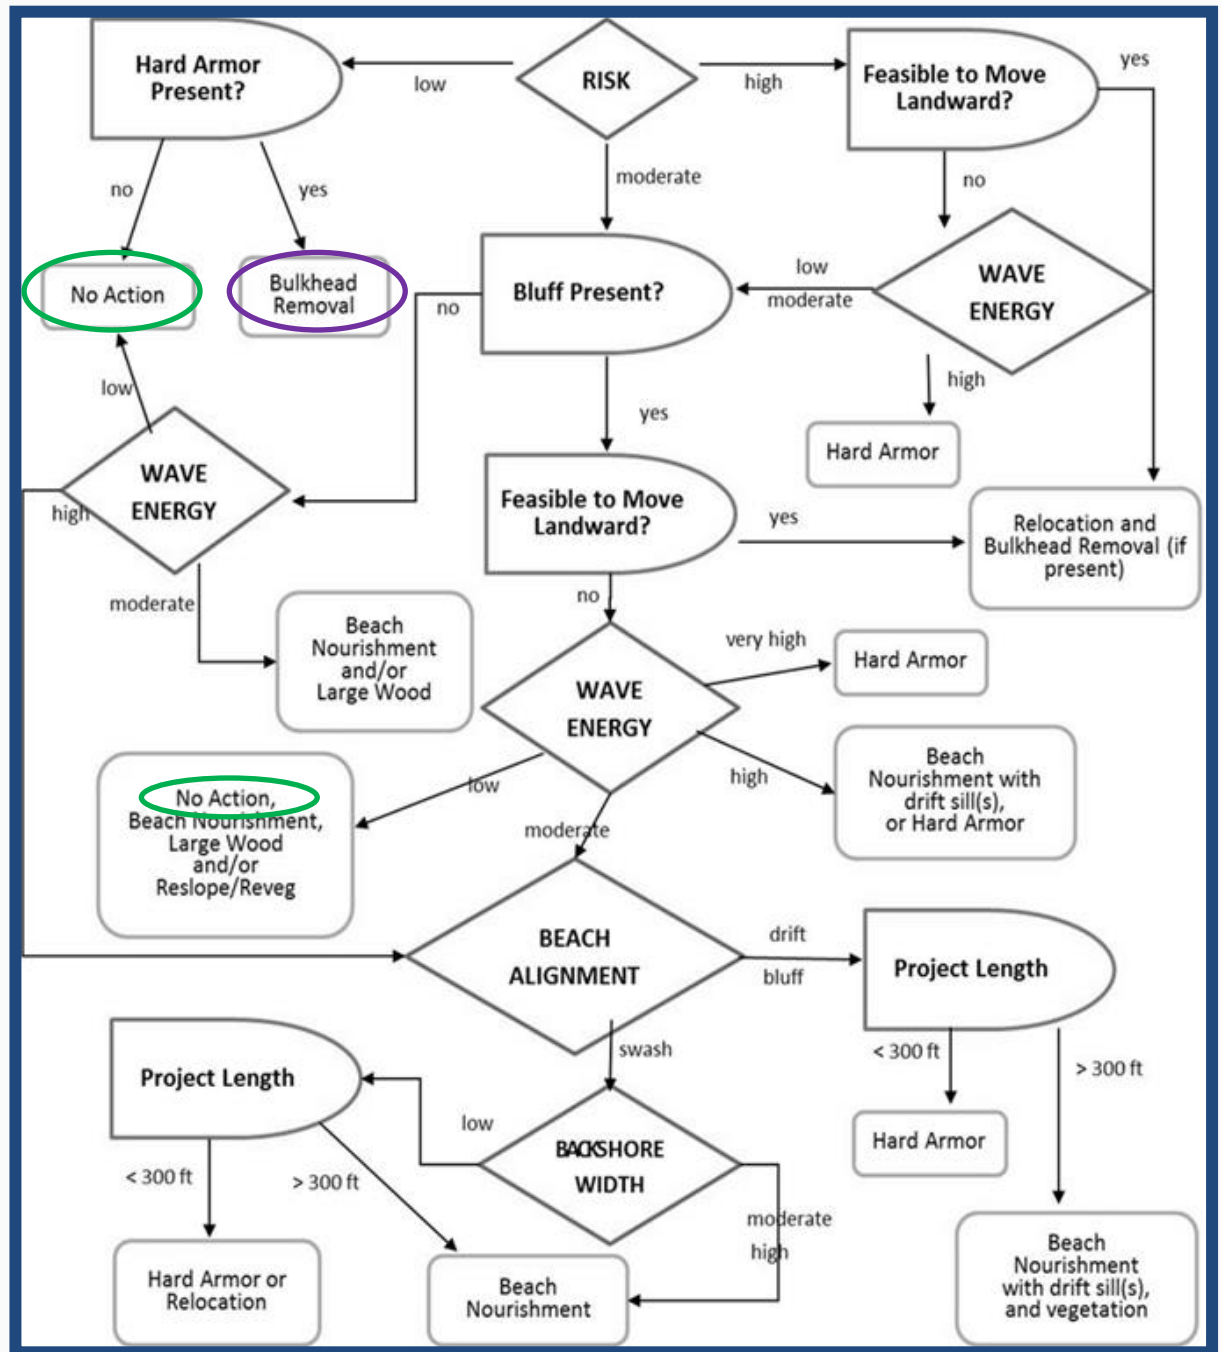 Hard Armor
Present?
low
RISK
high
Feasible to Move
Landward?
yes
no
yes
moderate
no
No Action
Bulkhead
Removal
no
Bluff Present?
low
moderate
WAVE
ENERGY
low
high
yes
Hard Armor
WAVE
ENERGY
high
Feasible to Move
Landward?
yes
Relocation and
Bulkhead Removal (if
present)
moderate
no
Beach
Nourishment
and/or
Large Wood
very high
Hard Armor
WAVE
ENERGY
low
high
Beach
Nourishment with
drift sill(s),
or Hard Armor
No Action,
Beach Nourishment,
Large Wood
and/or
Reslope/Reveg
moderate
BEACH
ALIGNMENT
drift
bluff
Project Length
swash
< 300 ft
> 300 ft
Project Length
low
BACKSHORE
WIDTH
Hard Armor
< 300 ft
> 300 ft
moderate
high
Hard Armor or
Relocation
Beach
Nourishment
Beach
Nourishment
with drift sill(s),
and vegetation